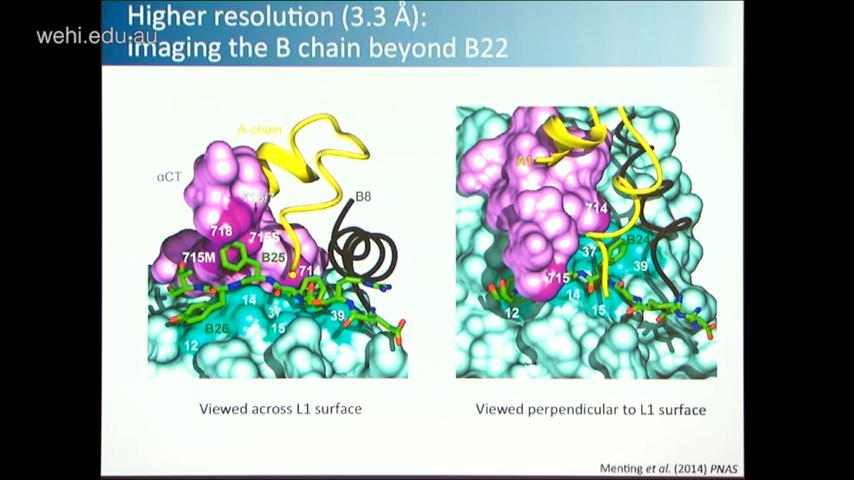 Higher resolution (3.3 Å):
wehi.edu.au
imaging the B chain beyond B22
A-chain
αCT
B8
718
715S
715M
B25
714
14
37
39
B26
15
12
A1
714
37
B24
39
715
14
12
15
Viewed across L1 surface
Viewed perpendicular to L1 surface
Menting et al. (2014) PNAS